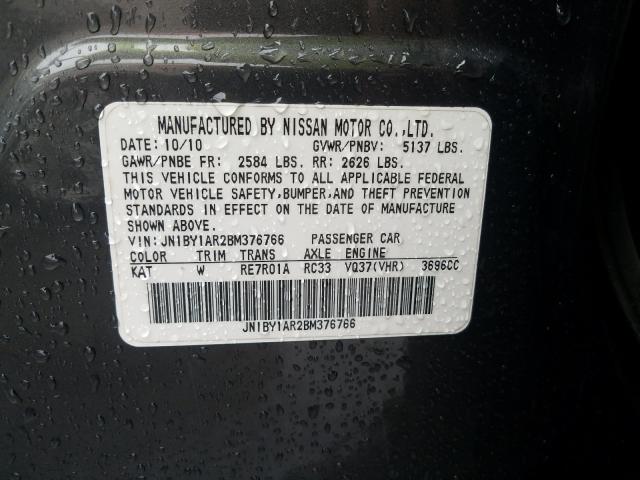 MANUFACTURED BY NISSAN MOTOR CO.,LTD.
DATE: 10/10 GVWR/PNBV: 5137 LBS.
GAWR/PNBE FR: 2584 LBS. RR: 2626 LBS.
THIS VEHICLE CONFORMS TO ALL APPLICABLE FEDERAL
MOTOR VEHICLE SAFETY,BUMPER,AND THEFT PREVENTION
STANDARDS IN EFFECT ON THE DATE OF MANUFACTURE
SHOWN ABOVE.
VIN: JN1BY1AR2BM376766 PASSENGER CAR
COLOR TRIM TRANS AXLE ENGINE
KAT W RE7R01A RC33 VQ37(VHR) 3696CC
JN1BY1AR2BM376766